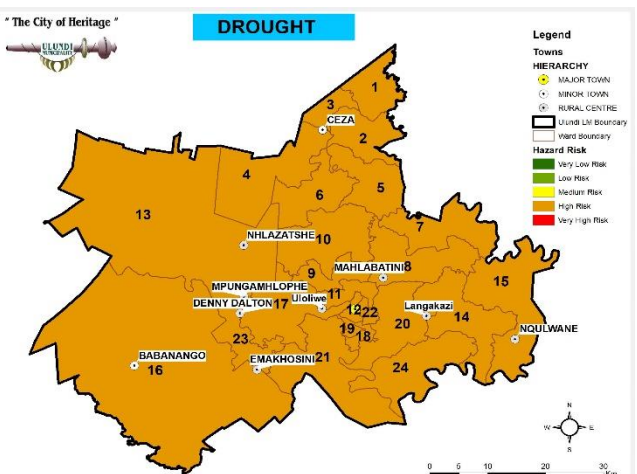 " The City of Heritage "
ULUNDI
MUNICIPALITY
DROUGHT
Legend
Towns
HIERARCHY
MAJOR TOWN
MINOR TOWN
RURAL CENTRE
Ulundi LM Boundary
Ward Boundary
Hazard Risk
Very Low Risk
Low Risk
Medium Risk
High Risk
Very High Risk
1
3
CEZA
2
4
6
5
13
7
NHLAZATSHE
10
9
MAHLABATINI
8
15
MPUNGAMHLOPHE
DENNY DALTON
17
Uloliwe
11
12
22
Langakazi
14
19
18
20
23
NQULWANE
BABANANGO
16
EMAKHOSINI
21
24
N
W
E
S
0 5 10 20 30
Km